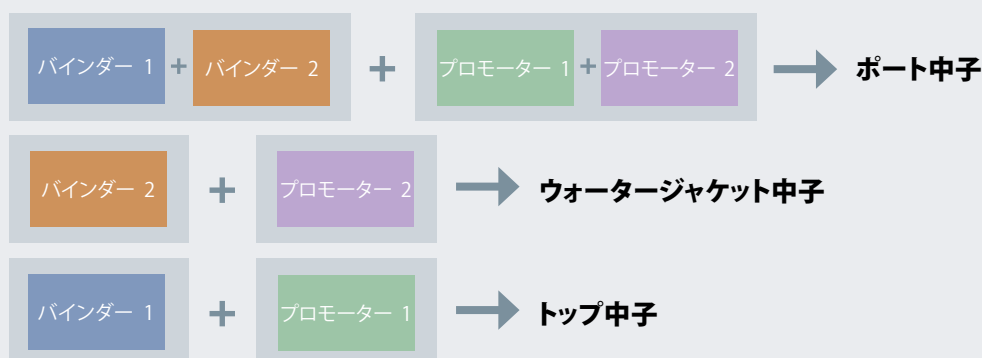 バインダー 1 + バインダー 2 + プロモーター 1 + プロモーター 2 ポート中子
バインダー 2 + プロモーター 2 ウォータージャケット中子
バインダー 1 + プロモーター 1 トップ中子